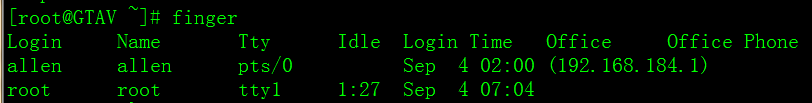 [root@GTAV ~]# finger
Login     Name       Tty      Idle  Login Time   Office     Office Phone
allen     allen      pts/0          Sep  4 02:00 (192.168.184.1)
root      root       tty1     1:27  Sep  4 07:04